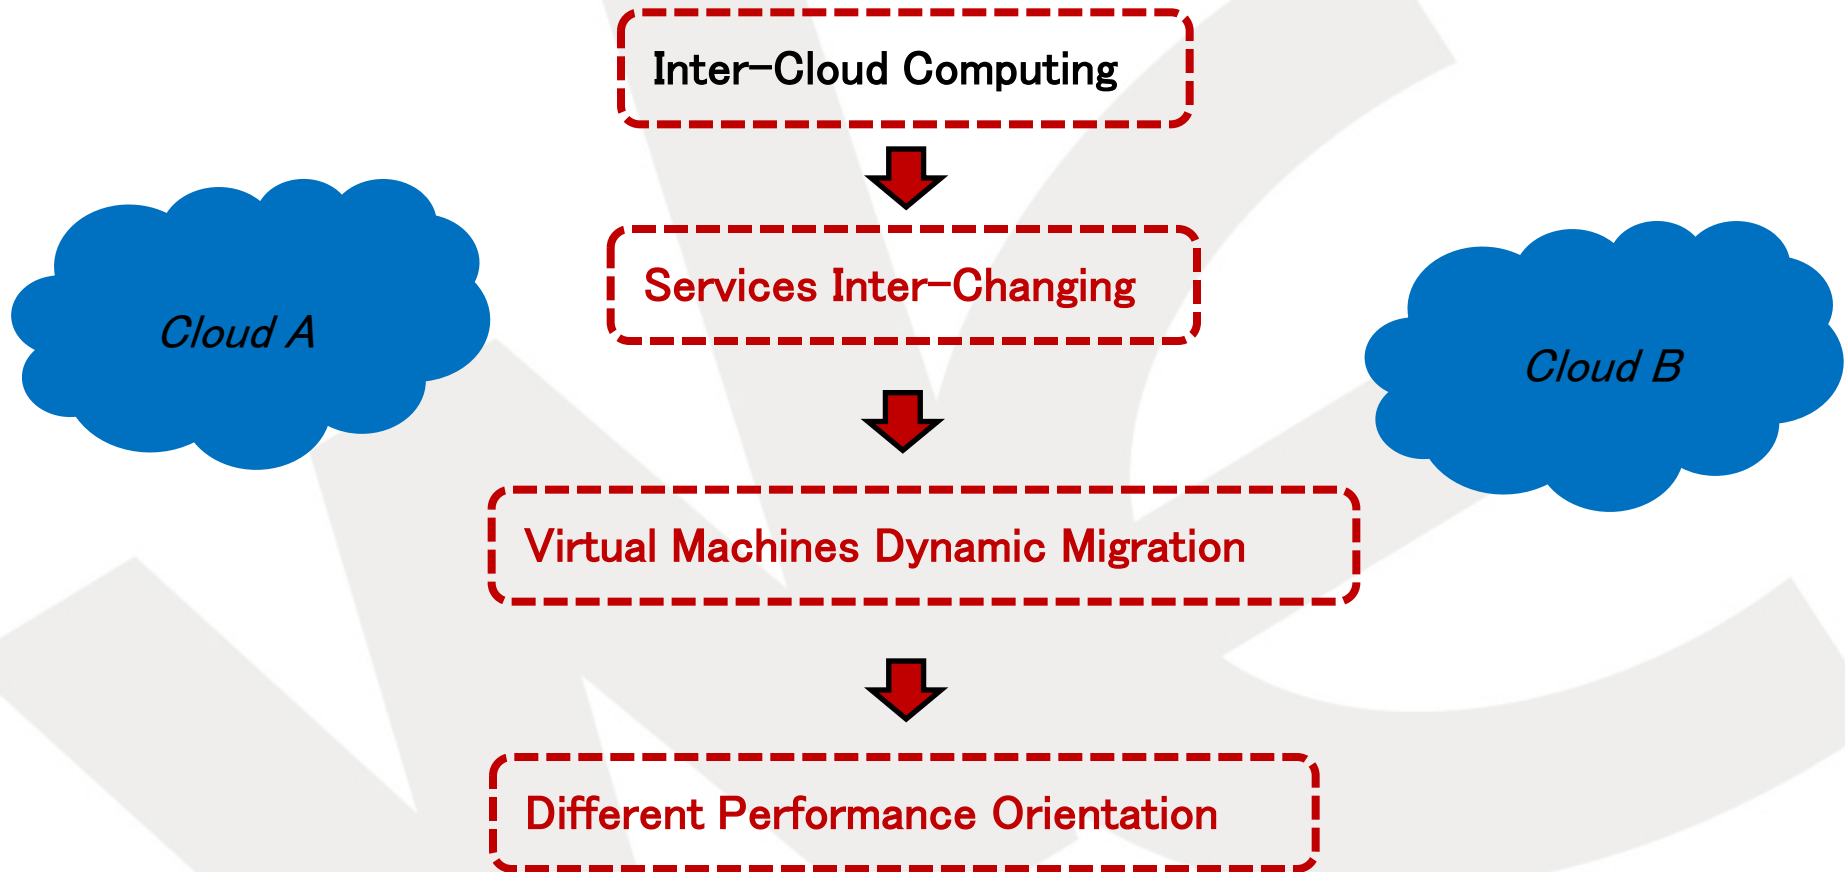 Inter-Cloud Computing
Services Inter-Changing
Cloud A
Cloud B
Virtual Machines Dynamic Migration
Different Performance Orientation